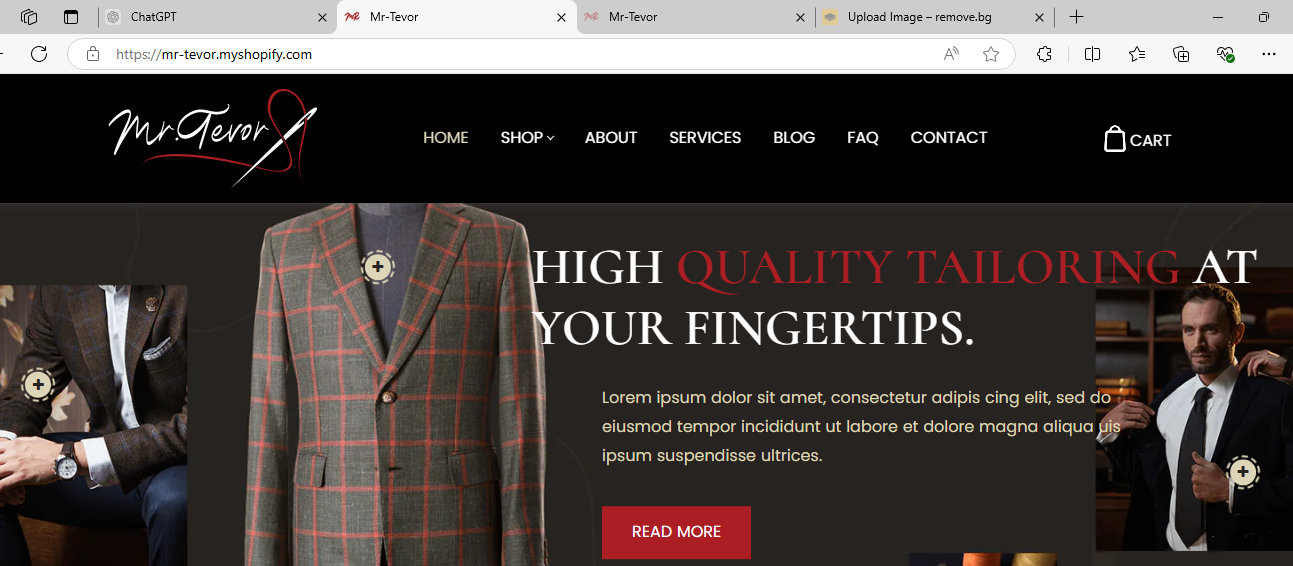 ChatGPT
Mr-Tevor
Mr-Tevor
Upload Image – remove.bg
https://mr-tevor.myshopify.com
Mr.Tevor
HOME
SHOP
ABOUT
SERVICES
BLOG
FAQ
CONTACT
CART
HIGH QUALITY TAILORING AT
YOUR FINGERTIPS.
Lorem ipsum dolor sit amet, consectetur adipis cing elit, sed do
eiusmod tempor incididunt ut labore et dolore magna aliqua uis
ipsum suspendisse ultrices.
READ MORE